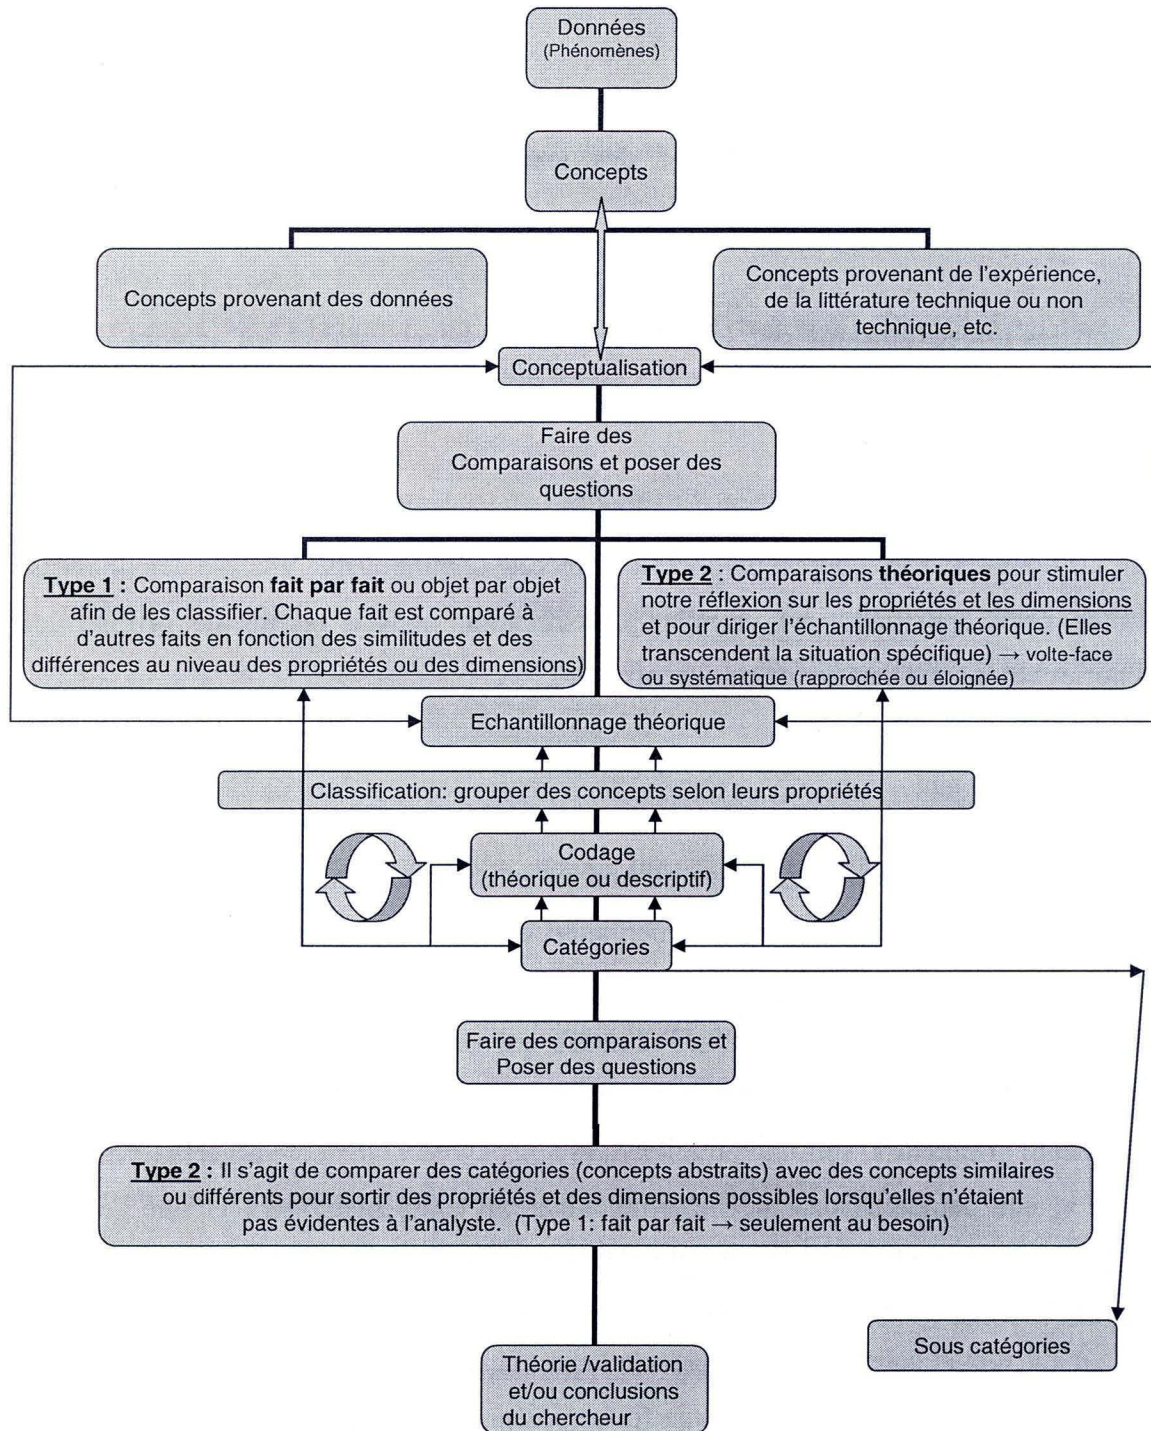 Données
(Phénomènes)
Concepts
Concepts provenant des données
Concepts provenant de l'expérience,
de la littérature technique ou non
technique, etc.
Conceptualisation
Faire des
Comparaisons et poser des
questions
Type 1 : Comparaison fait par fait ou objet par objet
afin de les classifier. Chaque fait est comparé à
d'autres faits en fonction des similitudes et des
différences au niveau des propriétés ou des dimensions)
Type 2 : Comparaisons théoriques pour stimuler
notre réflexion sur les propriétés et les dimensions
et pour diriger l'échantillonnage théorique. (Elles
transcendent la situation spécifique) → volte-face
ou systématique (rapprochée ou éloignée)
Echantillonnage théorique
Classification: grouper des concepts selon leurs propriétés
Codage
(théorique ou descriptif)
Catégories
Faire des comparaisons et
Poser des questions
Type 2 : Il s'agit de comparer des catégories (concepts abstraits) avec des concepts similaires
ou différents pour sortir des propriétés et des dimensions possibles lorsqu'elles n'étaient
pas évidentes à l'analyste. (Type 1: fait par fait → seulement au besoin)
Sous catégories
Théorie /validation
et/ou conclusions
du chercheur